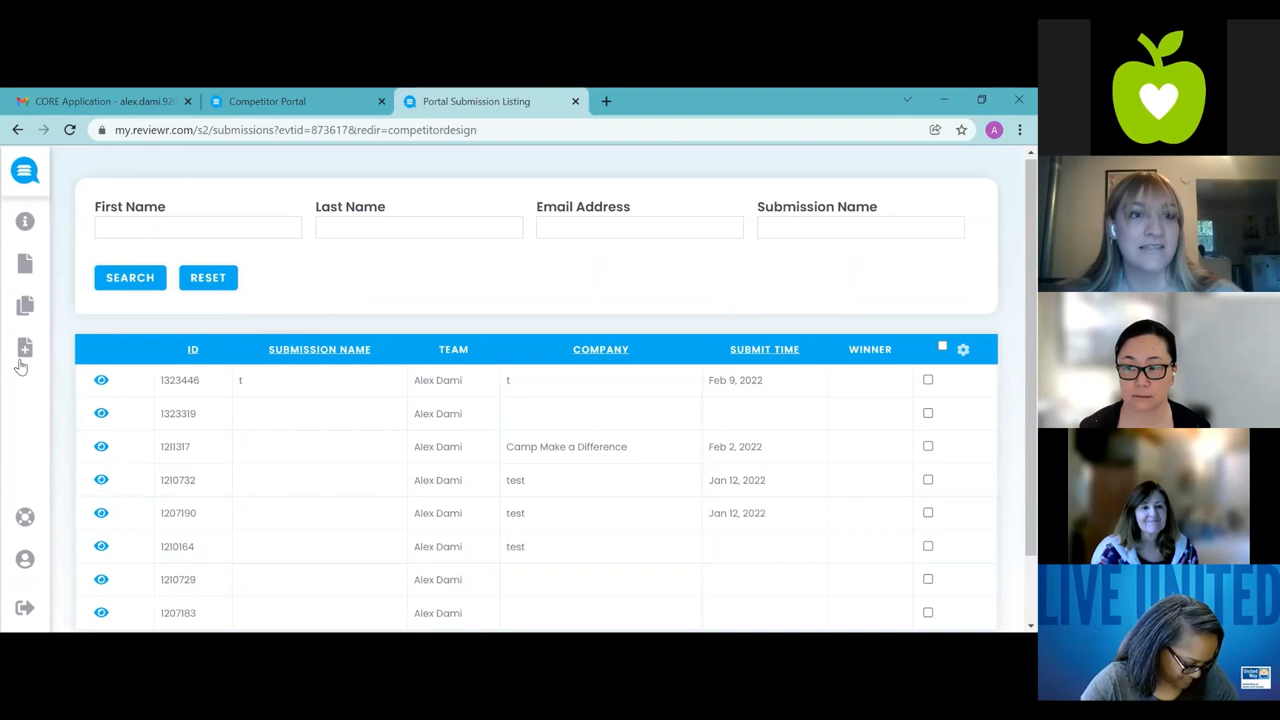 CORE Application - alex.dami.92
Competitor Portal
Portal Submission Listing
my.reviewr.com/s2/submissions?evtid=873617&redir=competitordesign
A
First Name
Last Name
Email Address
Submission Name
SEARCH
RESET
ID SUBMISSION NAME TEAM COMPANY SUBMIT TIME WINNER
1323446 t Alex Dami t Feb 9, 2022
1323319 Alex Dami
1211317 Alex Dami Camp Make a Difference Feb 2, 2022
1210732 Alex Dami test Jan 12, 2022
1207190 Alex Dami test Jan 12, 2022
1210164 Alex Dami test
1210729 Alex Dami
1207183 Alex Dami
LIVE UNITED
United
Way